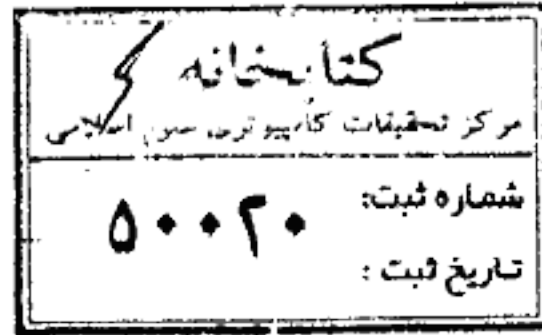 کتابخانه
مرکز تحقیقات کامپیوتری علوم اسلامی
شماره ثبت: ۵۰۰۲۰
تاریخ ثبت :